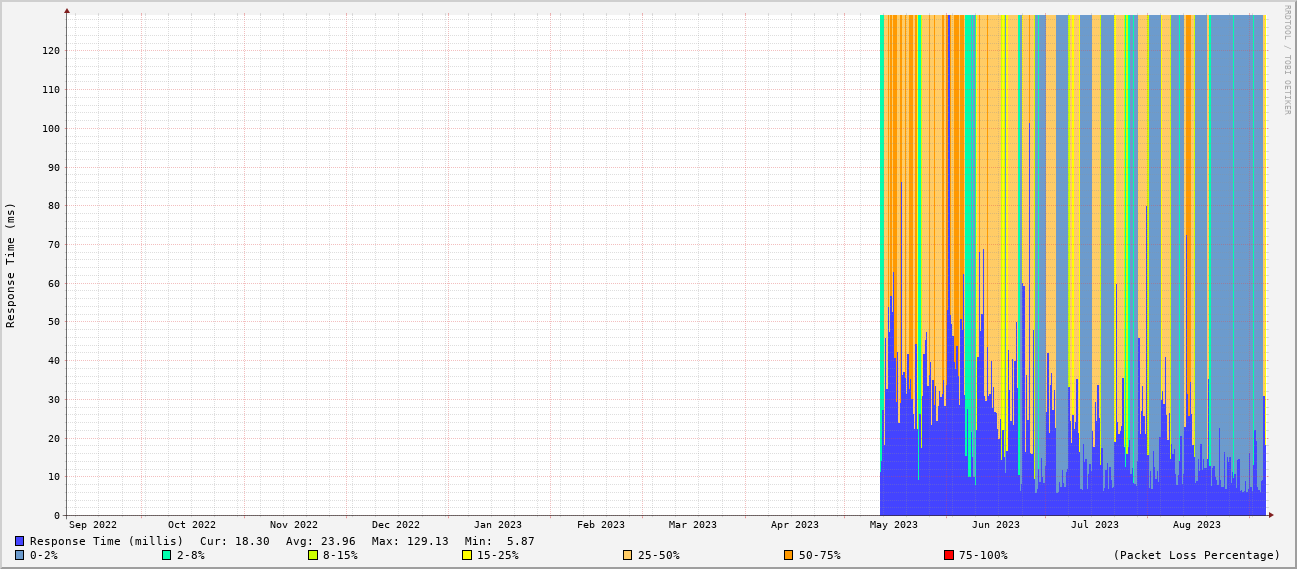 RRDTOOL / TOBI OETIKER
Response Time (ms)
120
110
100
90
80
70
60
50
40
30
20
10
0
Sep 2022 Oct 2022 Nov 2022 Dec 2022 Jan 2023 Feb 2023 Mar 2023 Apr 2023 May 2023 Jun 2023 Jul 2023 Aug 2023
Response Time (millis) Cur: 18.30 Avg: 23.96 Max: 129.13 Min: 5.87
0-2% 2-8% 8-15% 15-25% 25-50% 50-75% 75-100% (Packet Loss Percentage)